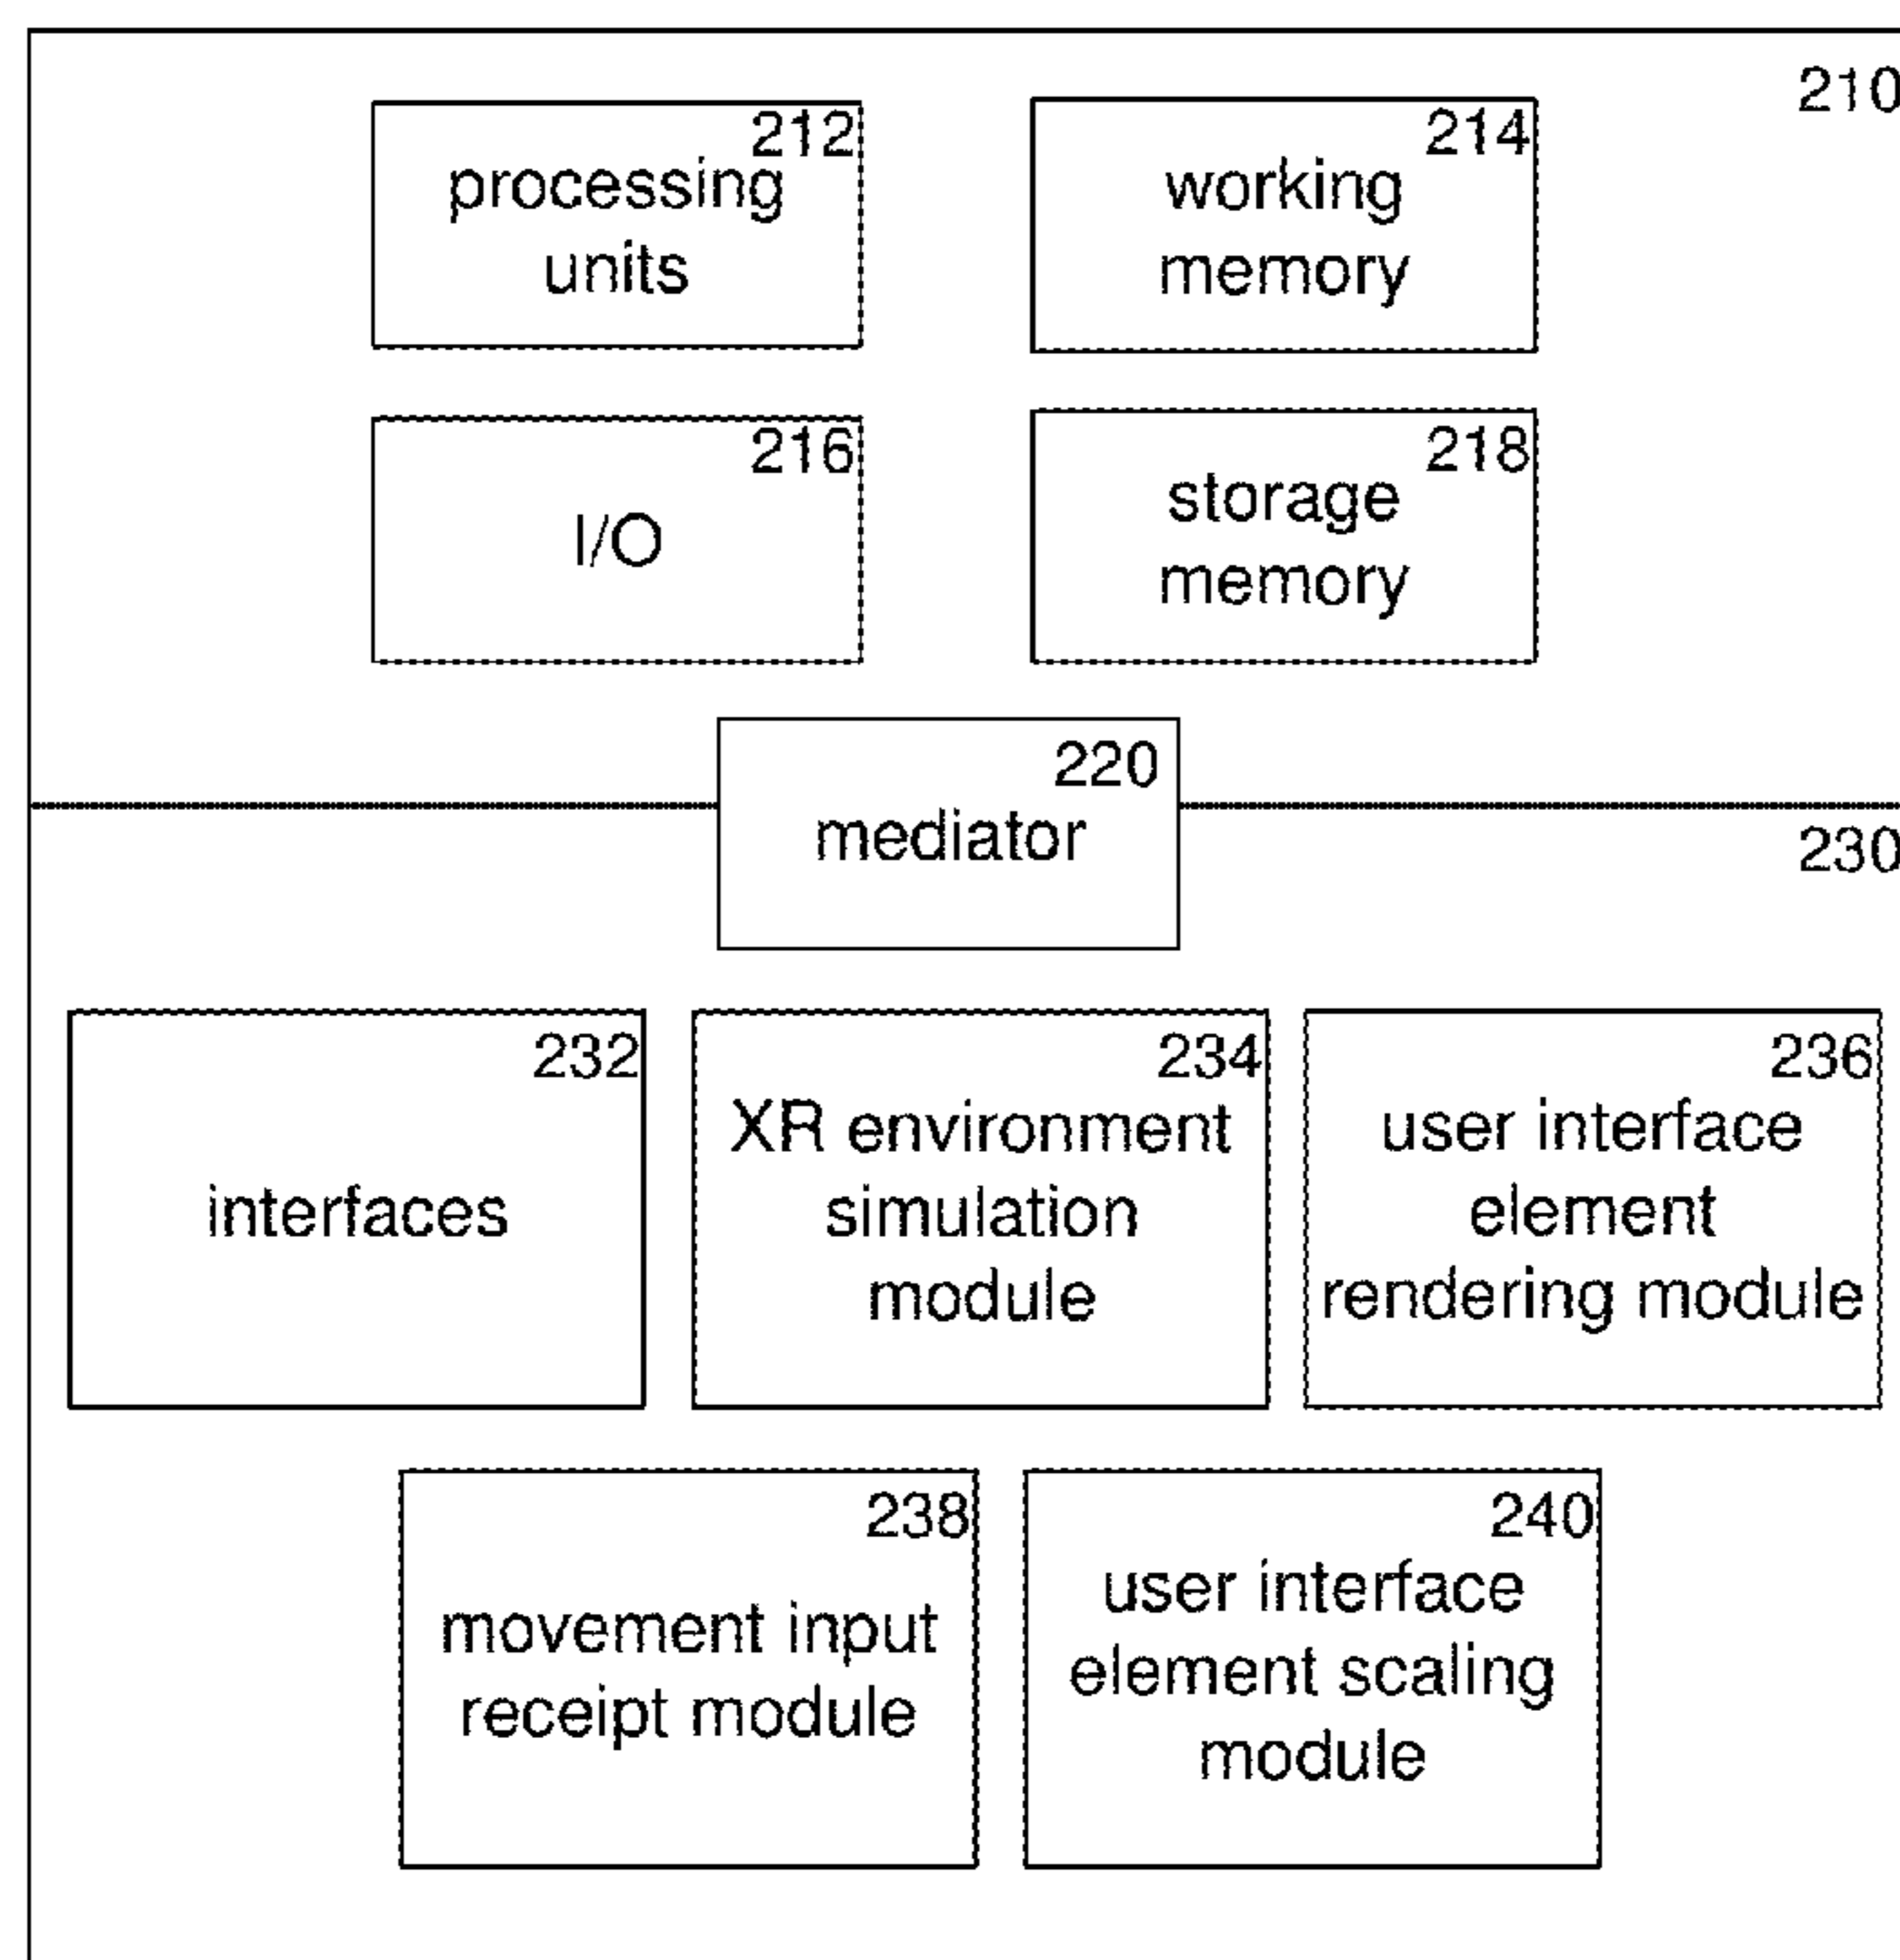 210
212
processing
units
214
working
memory
216
I/O
218
storage
memory
220
mediator
230
232
interfaces
234
XR environment
simulation
module
236
user interface
element
rendering module
238
movement input
receipt module
240
user interface
element scaling
module